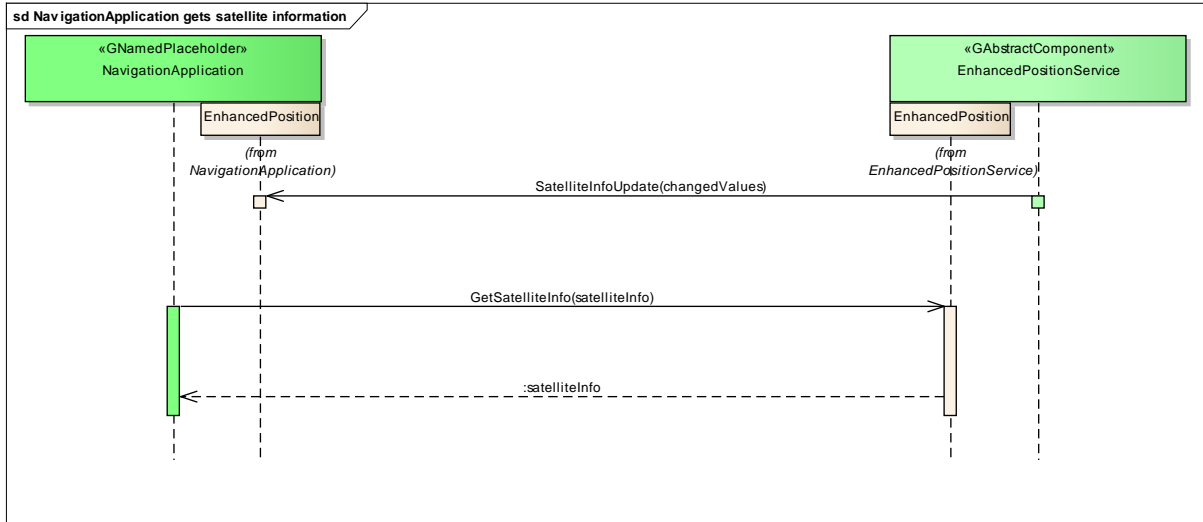 sd NavigationApplication gets satellite information
«GNamedPlaceholder»
NavigationApplication
«GAbstractComponent»
EnhancedPositionService
EnhancedPosition
EnhancedPosition
(from
NavigationApplication)
(from
EnhancedPositionService)
SatelliteInfoUpdate(changedValues)
GetSatelliteInfo(satelliteInfo)
:satelliteInfo